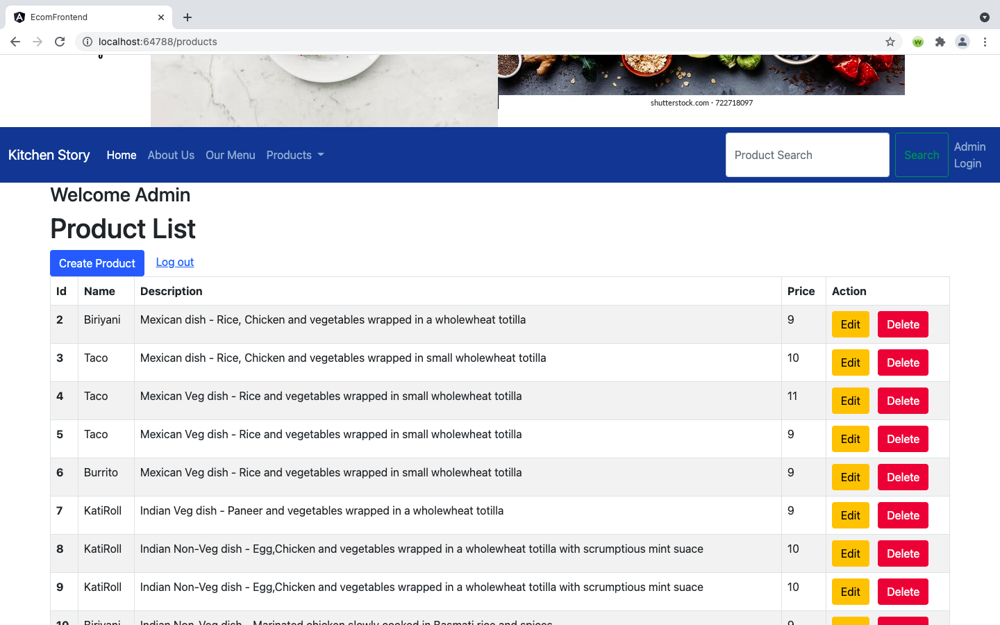 EcomFrontend
localhost:64788/products
shutterstock.com · 722718097
Kitchen Story Home About Us Our Menu Products Product Search Search Admin Login
Welcome Admin
Product List
Create Product Log out
Id Name Description Price Action
2 Biriyani Mexican dish - Rice, Chicken and vegetables wrapped in a wholewheat totilla 9 Edit Delete
3 Taco Mexican dish - Rice, Chicken and vegetables wrapped in small wholewheat totilla 10 Edit Delete
4 Taco Mexican Veg dish - Rice and vegetables wrapped in small wholewheat totilla 11 Edit Delete
5 Taco Mexican Veg dish - Rice and vegetables wrapped in small wholewheat totilla 9 Edit Delete
6 Burrito Mexican Veg dish - Rice and vegetables wrapped in small wholewheat totilla 9 Edit Delete
7 KatiRoll Indian Veg dish - Paneer and vegetables wrapped in a wholewheat totilla 9 Edit Delete
8 KatiRoll Indian Non-Veg dish - Egg,Chicken and vegetables wrapped in a wholewheat totilla with scrumptious mint suace 10 Edit Delete
9 KatiRoll Indian Non-Veg dish - Egg,Chicken and vegetables wrapped in a wholewheat totilla with scrumptious mint suace 10 Edit Delete
10 Biriyani Indian Non-Veg dish - Marinated chicken slowly cooked in Basmati rice and spices 9